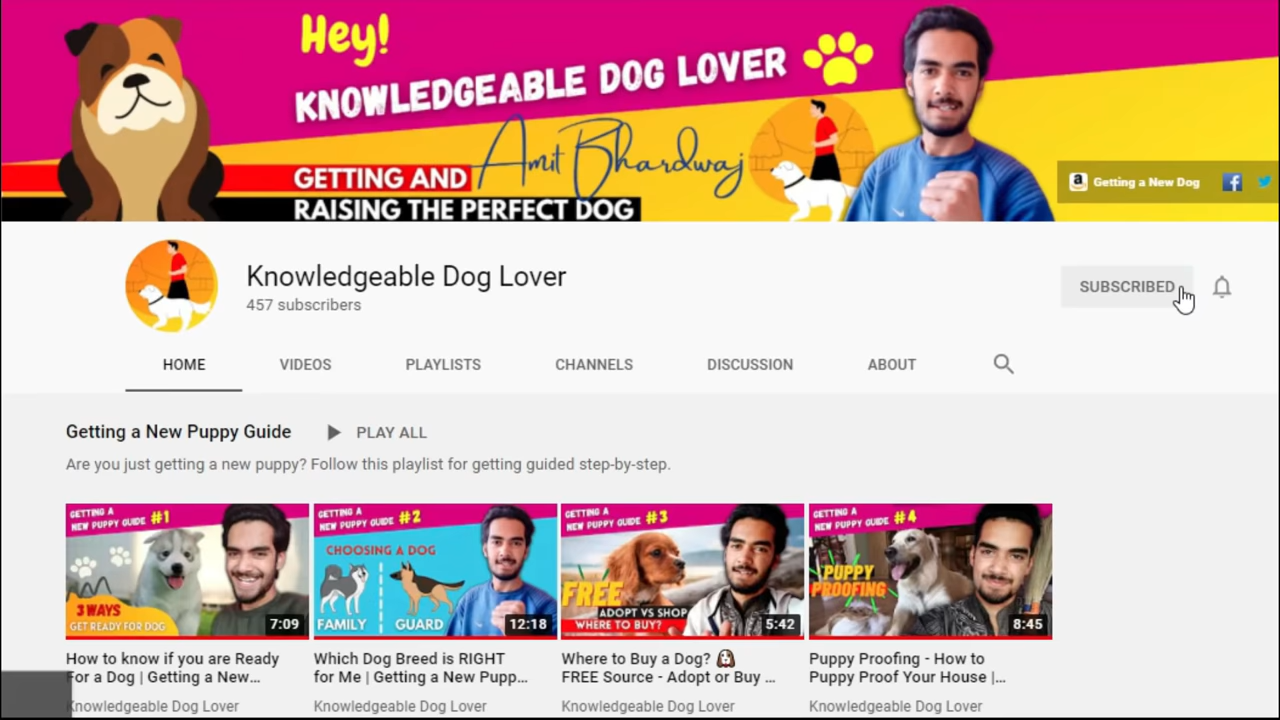 Hey!
KNOWLEDGEABLE DOG LOVER
Amit Bhardwaj
GETTING AND
RAISING THE PERFECT DOG
a Getting a New Dog
Knowledgeable Dog Lover
457 subscribers
SUBSCRIBED
HOME VIDEOS PLAYLISTS CHANNELS DISCUSSION ABOUT
Getting a New Puppy Guide PLAY ALL
Are you just getting a new puppy? Follow this playlist for getting guided step-by-step.
GETTING A
NEW PUPPY GUIDE #1
3 WAYS
GET READY FOR DOG
7:09
GETTING A
NEW PUPPY GUIDE #2
CHOOSING A DOG
FAMILY GUARD
12:18
GETTING A
NEW PUPPY GUIDE #3
FREE
ADOPT VS SHOP
WHERE TO BUY?
5:42
GETTING A
NEW PUPPY GUIDE #4
PUPPY
PROOFING
8:45
How to know if you are Ready
For a Dog | Getting a New...
Knowledgeable Dog Lover
Which Dog Breed is RIGHT
for Me | Getting a New Pupp...
Knowledgeable Dog Lover
Where to Buy a Dog? 🐶
FREE Source - Adopt or Buy ...
Knowledgeable Dog Lover
Puppy Proofing - How to
Puppy Proof Your House |...
Knowledgeable Dog Lover